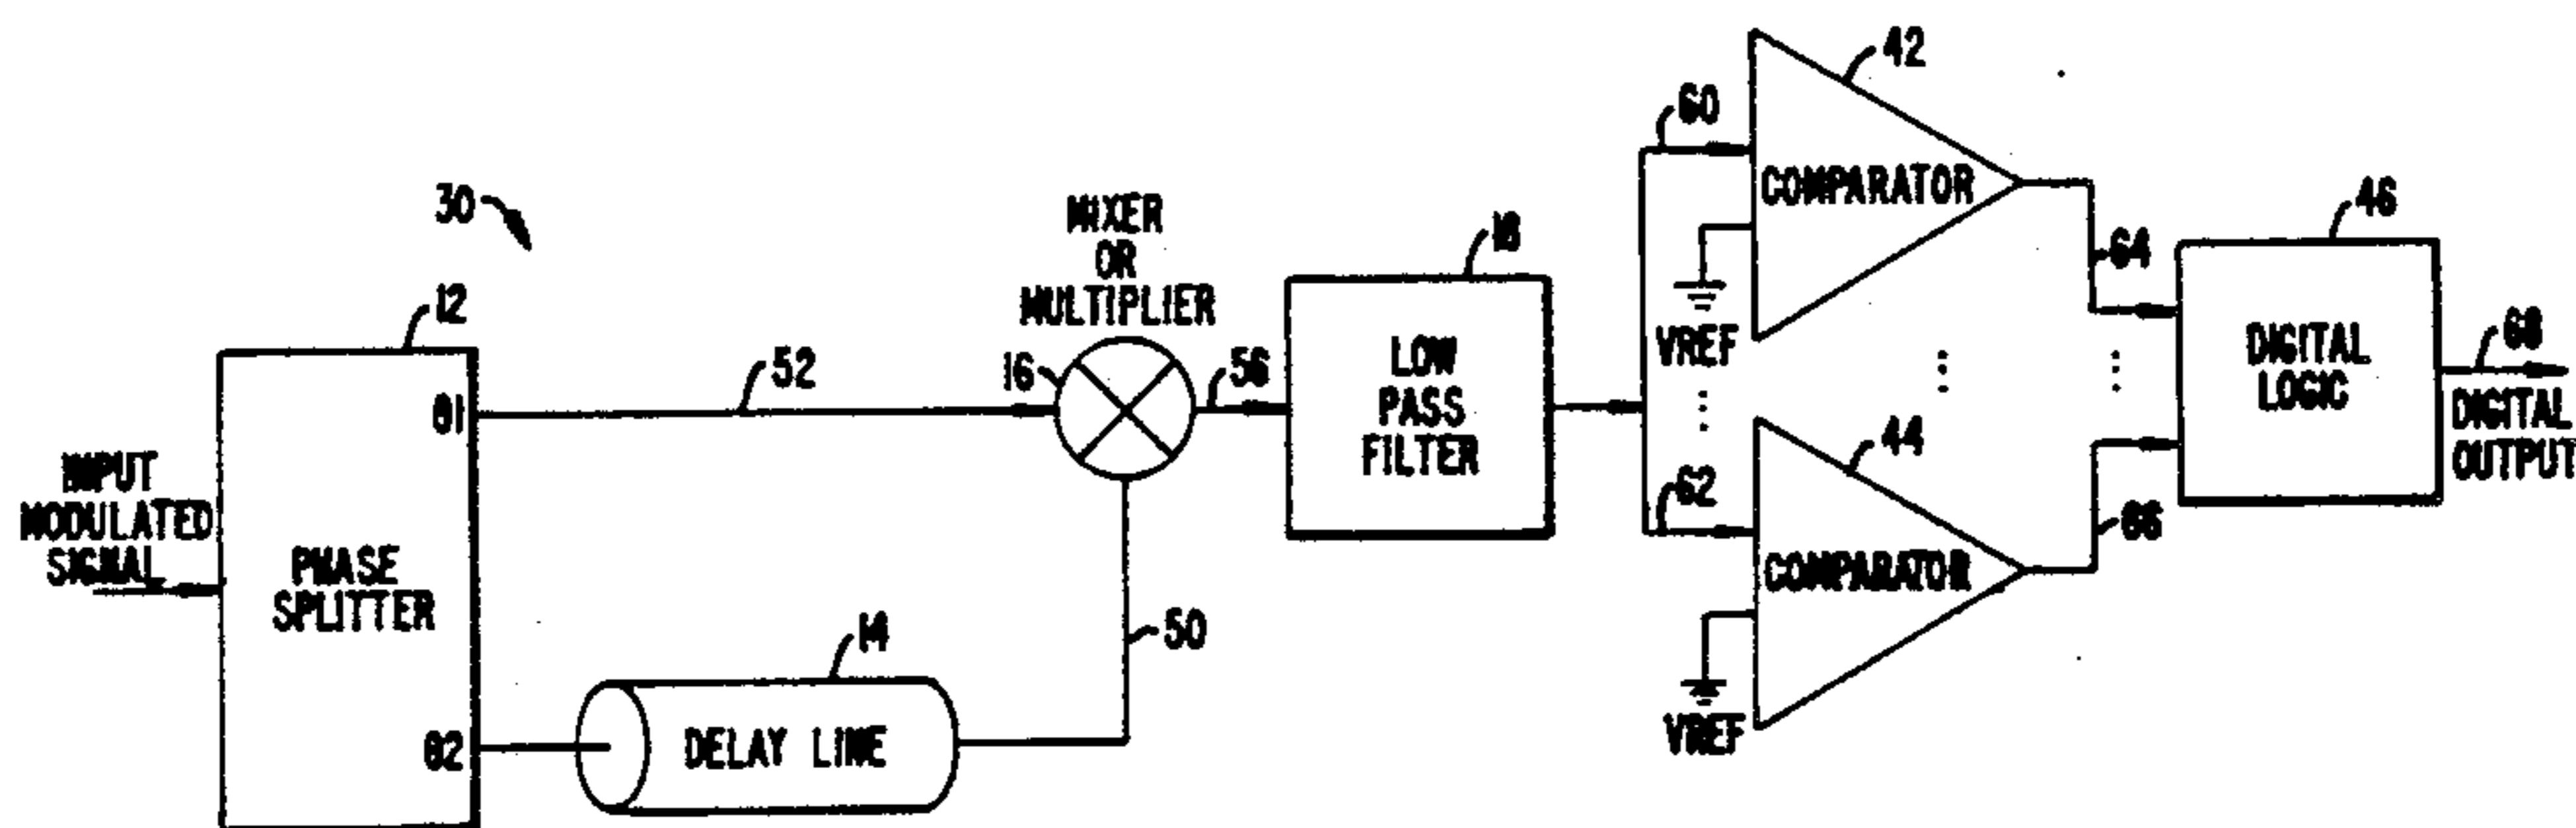 30
12
INPUT
MODULATED
SIGNAL
PHASE
SPLITTER
θ1
θ2
52
14
DELAY LINE
50
MIXER
OR
MULTIPLIER
16
56
18
LOW
PASS
FILTER
60
62
42
COMPARATOR
VREF
44
COMPARATOR
VREF
64
66
46
DIGITAL
LOGIC
68
DIGITAL
OUTPUT